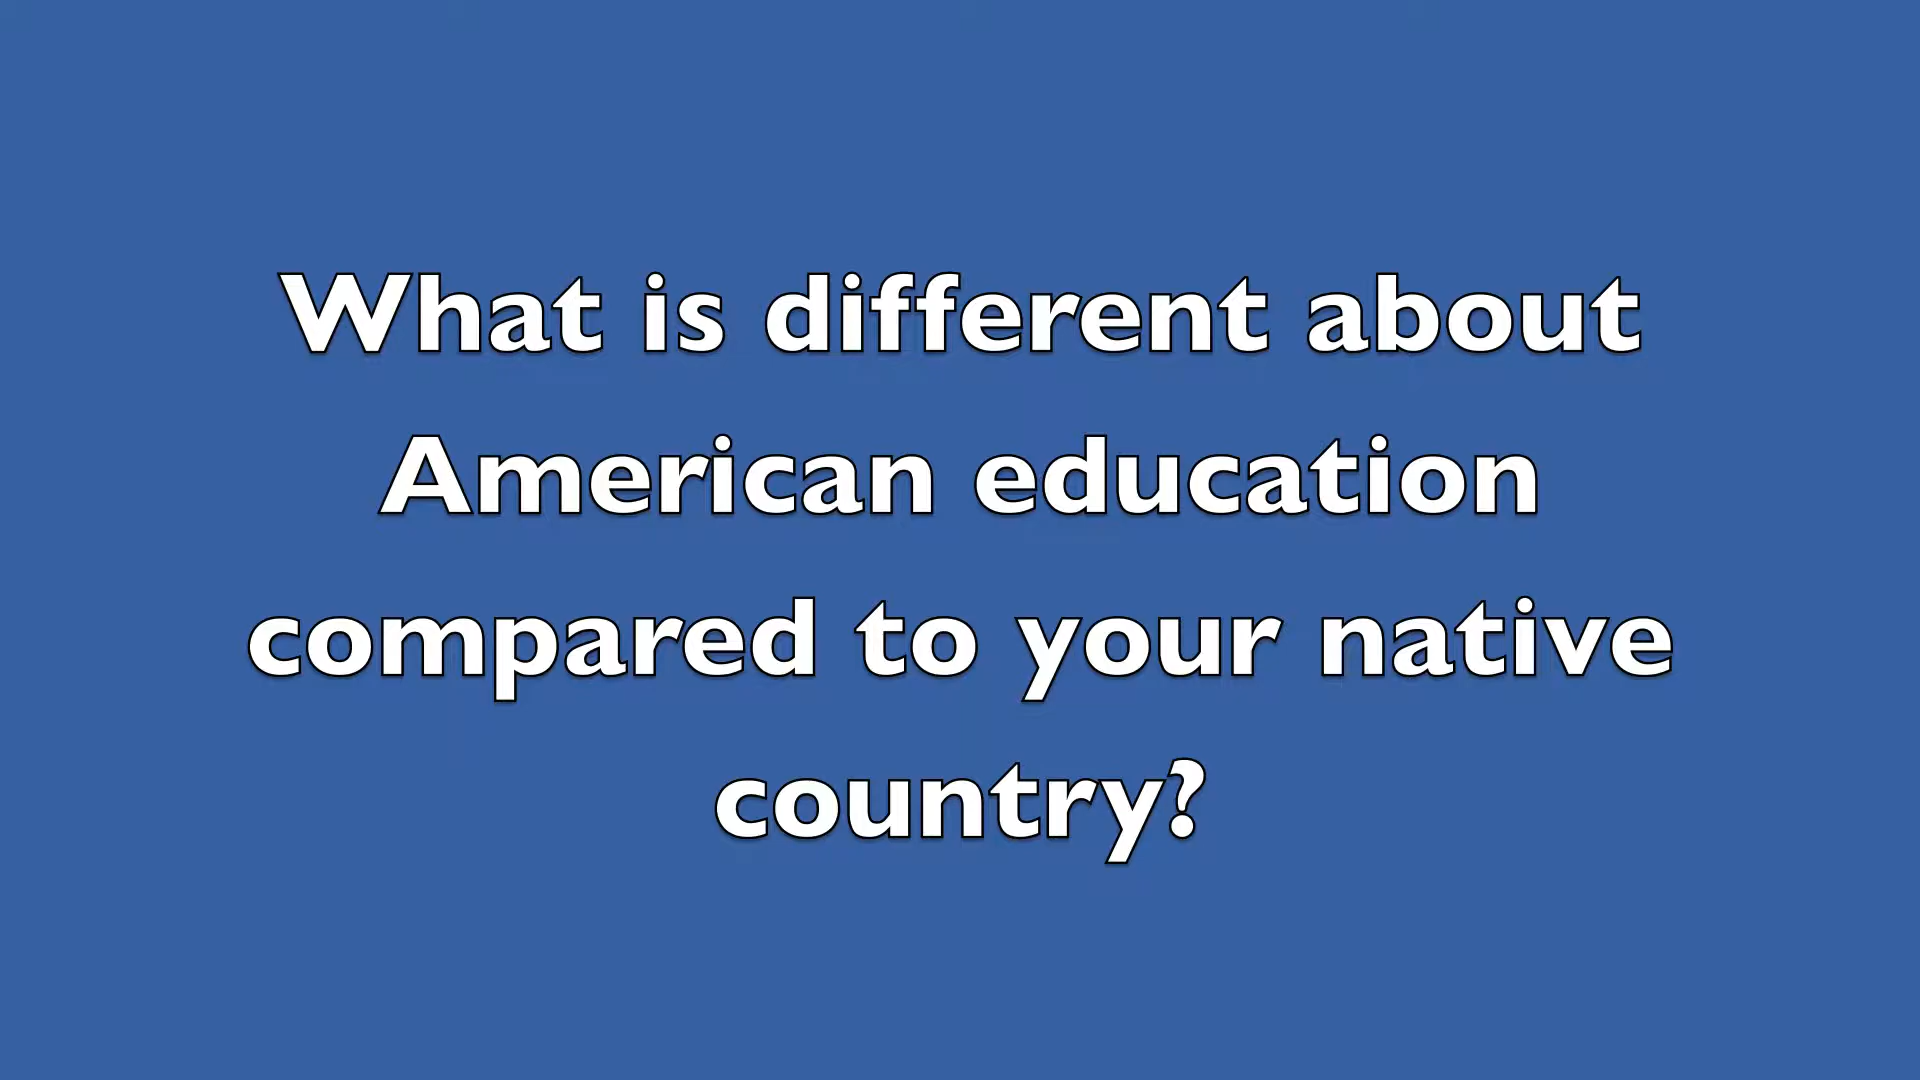 What is different about
American education
compared to your native
country?